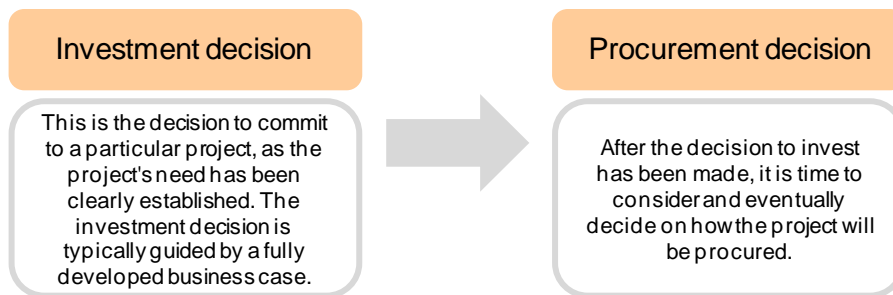 Investment decision
This is the decision to commit
to a particular project, as the
project's need has been
clearly established. The
investment decision is
typically guided by a fully
developed business case.
Procurement decision
After the decision to invest
has been made, it is time to
consider and eventually
decide on how the project will
be procured.